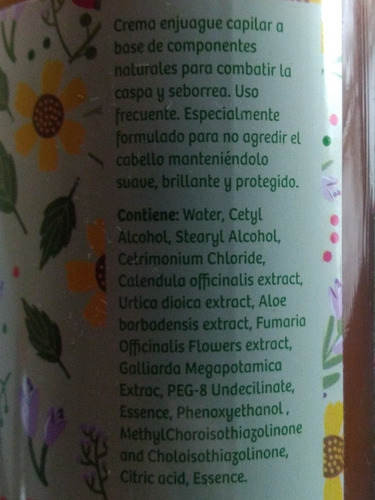 Crema enjuague capilar a
base de componentes
naturales para combatir la
caspa y seborrea. Uso
frecuente. Especialmente
formulado para no agredir el
cabello manteniéndolo
suave, brillante y protegido.
Contiene: Water, Cetyl
Alcohol, Stearyl Alcohol,
Cetrimonium Chloride,
Calendula officinalis extract,
Urtica dioica extract, Aloe
barbadensis extract, Fumaria
Officinalis Flowers extract,
Galliarda Megapotamica
Extrac, PEG-8 Undecilinate,
Essence, Phenoxyethanol ,
MethylChoroisothiazolinone
and Choloisothiazolinone,
Citric acid, Essence.